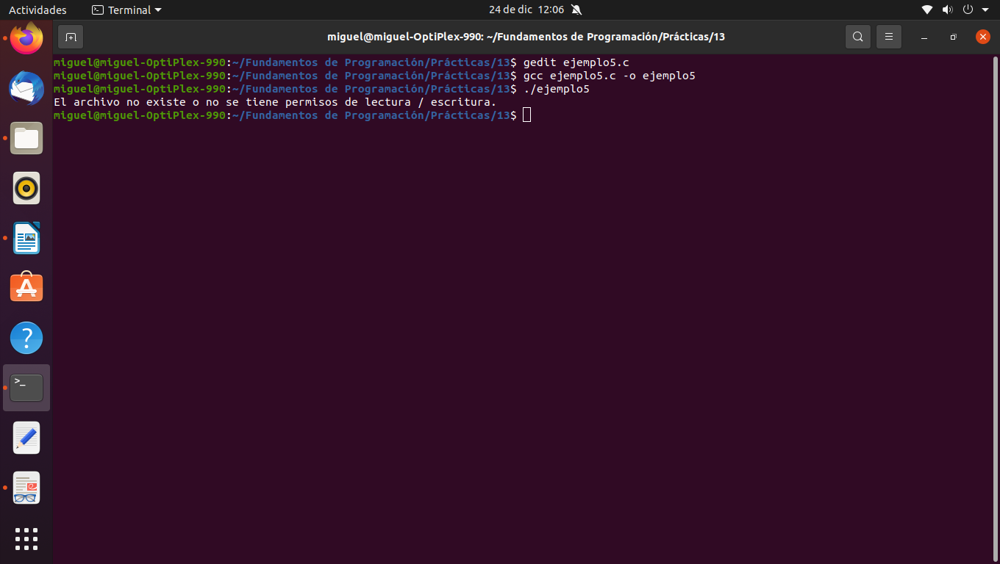 Actividades Terminal 24 de dic 12:06
miguel@miguel-OptiPlex-990: ~/Fundamentos de Programación/Prácticas/13
miguel@miguel-OptiPlex-990:~/Fundamentos de Programación/Prácticas/13$ gedit ejemplo5.c
miguel@miguel-OptiPlex-990:~/Fundamentos de Programación/Prácticas/13$ gcc ejemplo5.c -o ejemplo5
miguel@miguel-OptiPlex-990:~/Fundamentos de Programación/Prácticas/13$ ./ejemplo5
El archivo no existe o no se tiene permisos de lectura / escritura.
miguel@miguel-OptiPlex-990:~/Fundamentos de Programación/Prácticas/13$